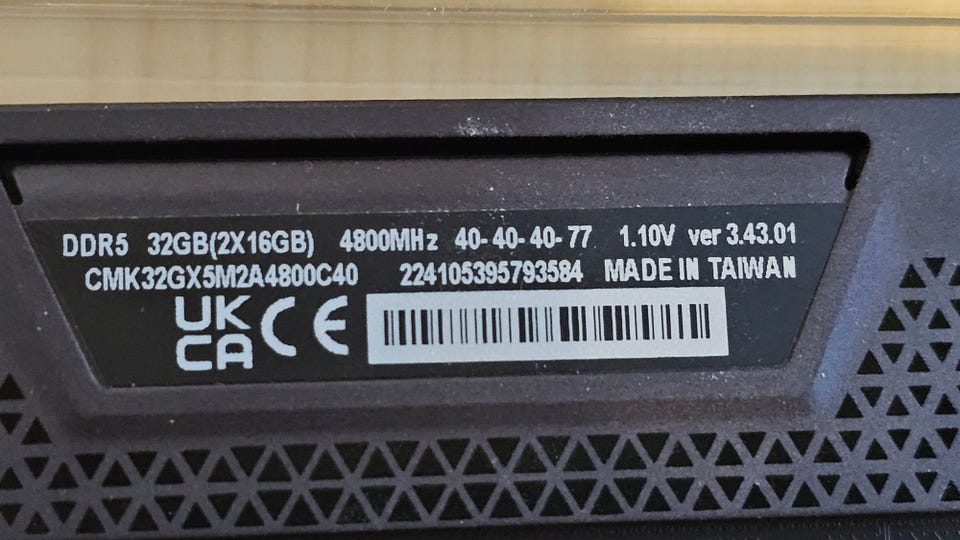 DDR5 32GB(2X16GB) 4800MHz 40-40-40-77 1.10V ver 3.43.01
CMK32GX5M2A4800C40 224105395793584 MADE IN TAIWAN
UK
CA CE